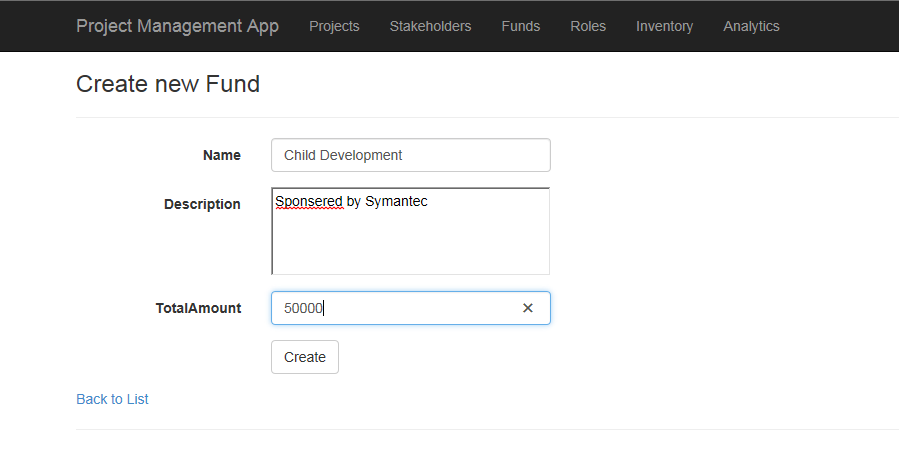 Project Management App Projects Stakeholders Funds Roles Inventory Analytics
Create new Fund
Name Child Development
Description Sponsered by Symantec
TotalAmount 50000 ×
Create
Back to List